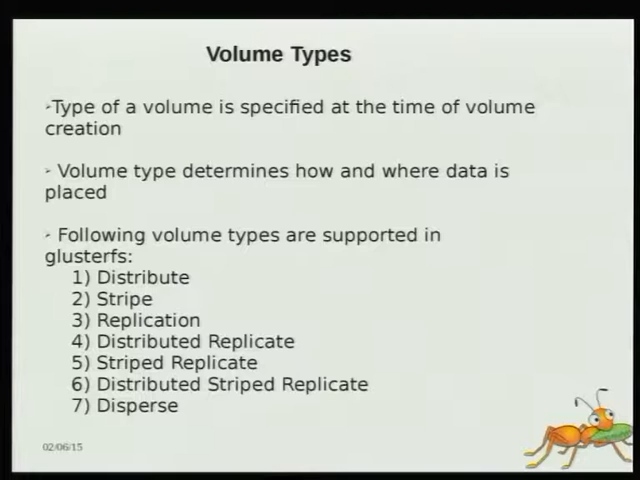 Volume Types
➢Type of a volume is specified at the time of volume
creation
➢ Volume type determines how and where data is
placed
➢ Following volume types are supported in
glusterfs:
1) Distribute
2) Stripe
3) Replication
4) Distributed Replicate
5) Striped Replicate
6) Distributed Striped Replicate
7) Disperse
02/06/15